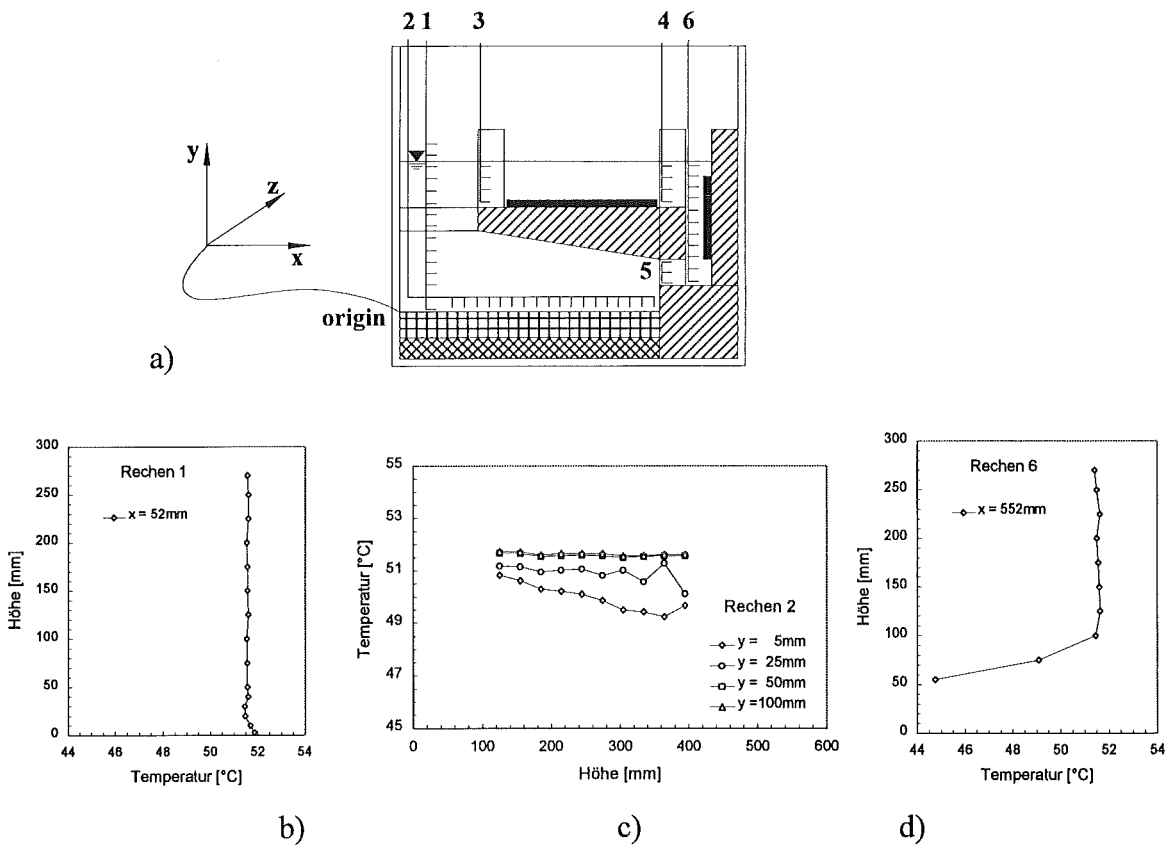 2 1 3 4 6
y
z
x
5
origin
a)
300
250
200
150
100
50
0
Höhe [mm]
Rechen 1
x = 52mm
44 46 48 50 52 54
Temperatur [°C]
b)
55
53
51
49
47
45
Temperatur [°C]
Rechen 2
y = 5mm
y = 25mm
y = 50mm
y =100mm
0 100 200 300 400 500 600
Höhe [mm]
c)
300
250
200
150
100
50
0
Höhe [mm]
Rechen 6
x = 552mm
44 46 48 50 52 54
Temperatur [°C]
d)